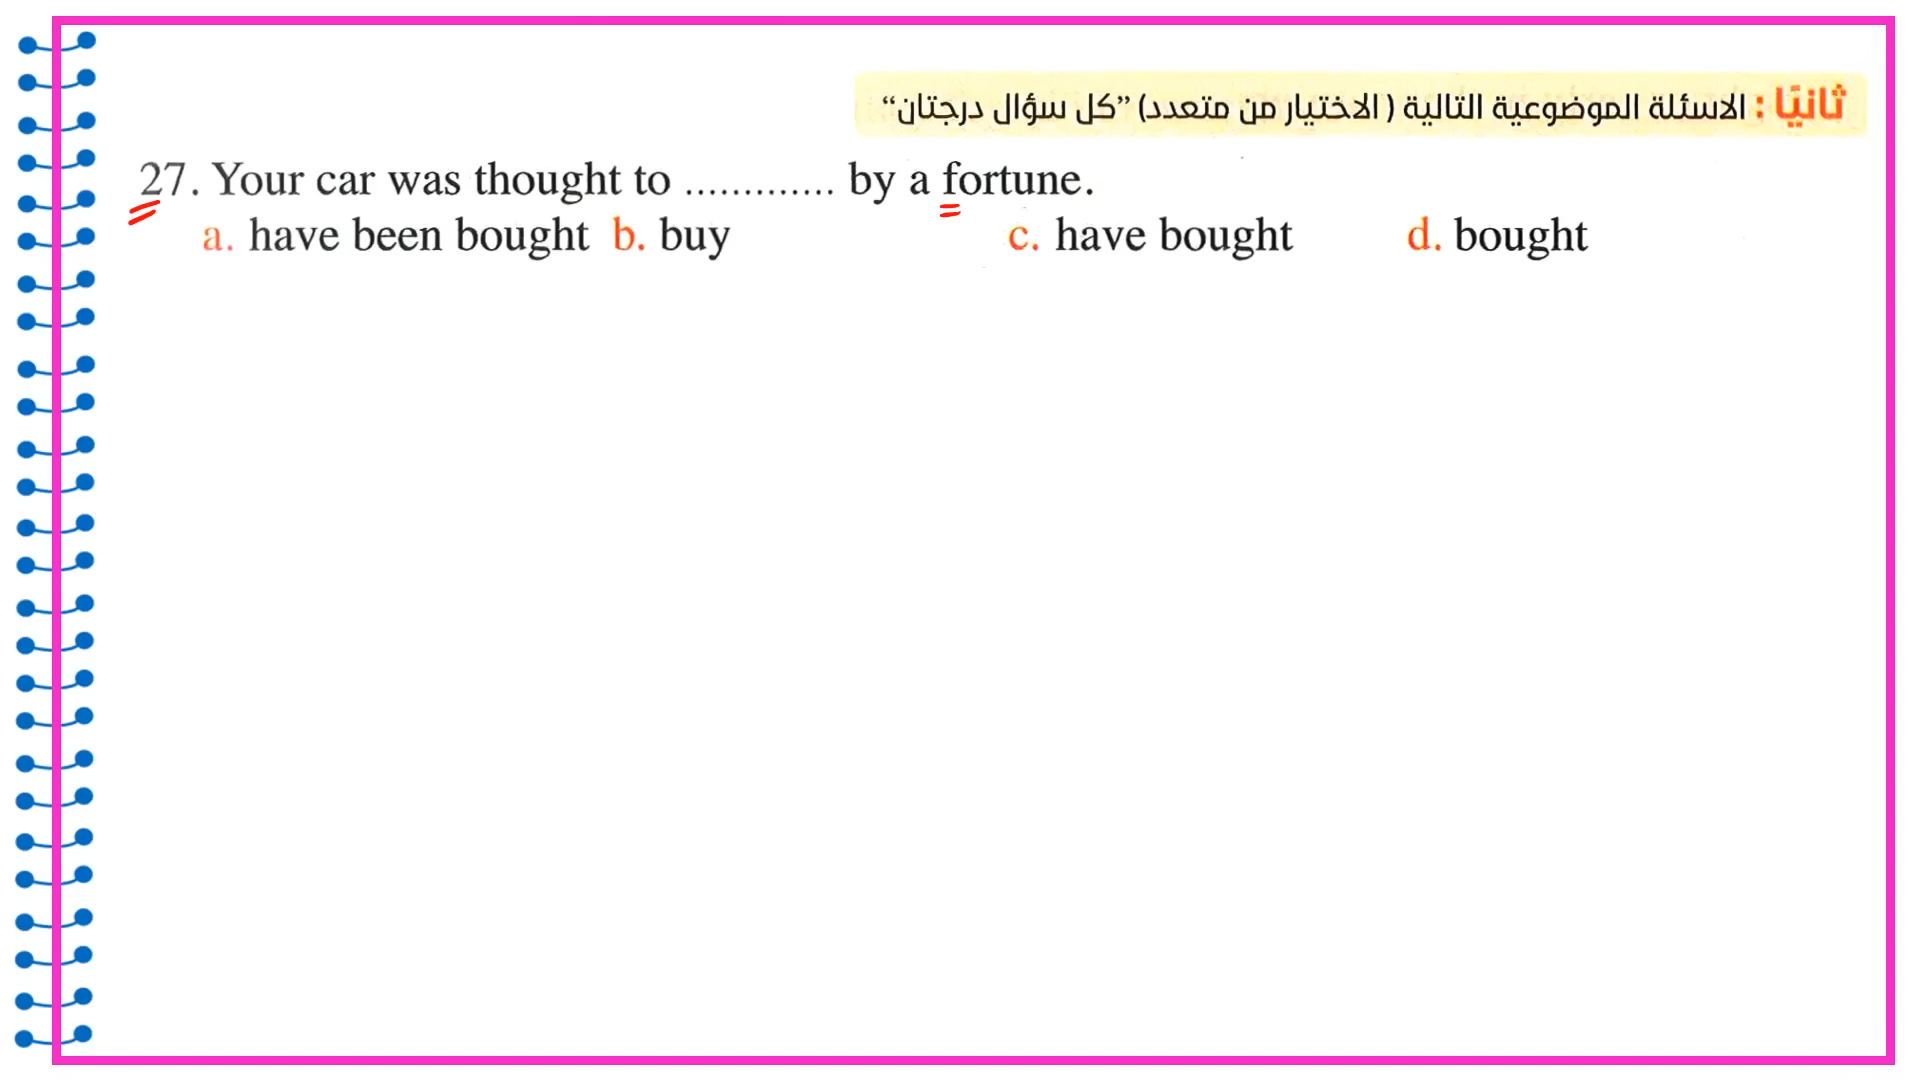 ثانيًا : الاسئلة الموضوعية التالية ( الاختيار من متعدد) ”كل سؤال درجتان“
27. Your car was thought to ............. by a fortune.
a. have been bought b. buy c. have bought d. bought